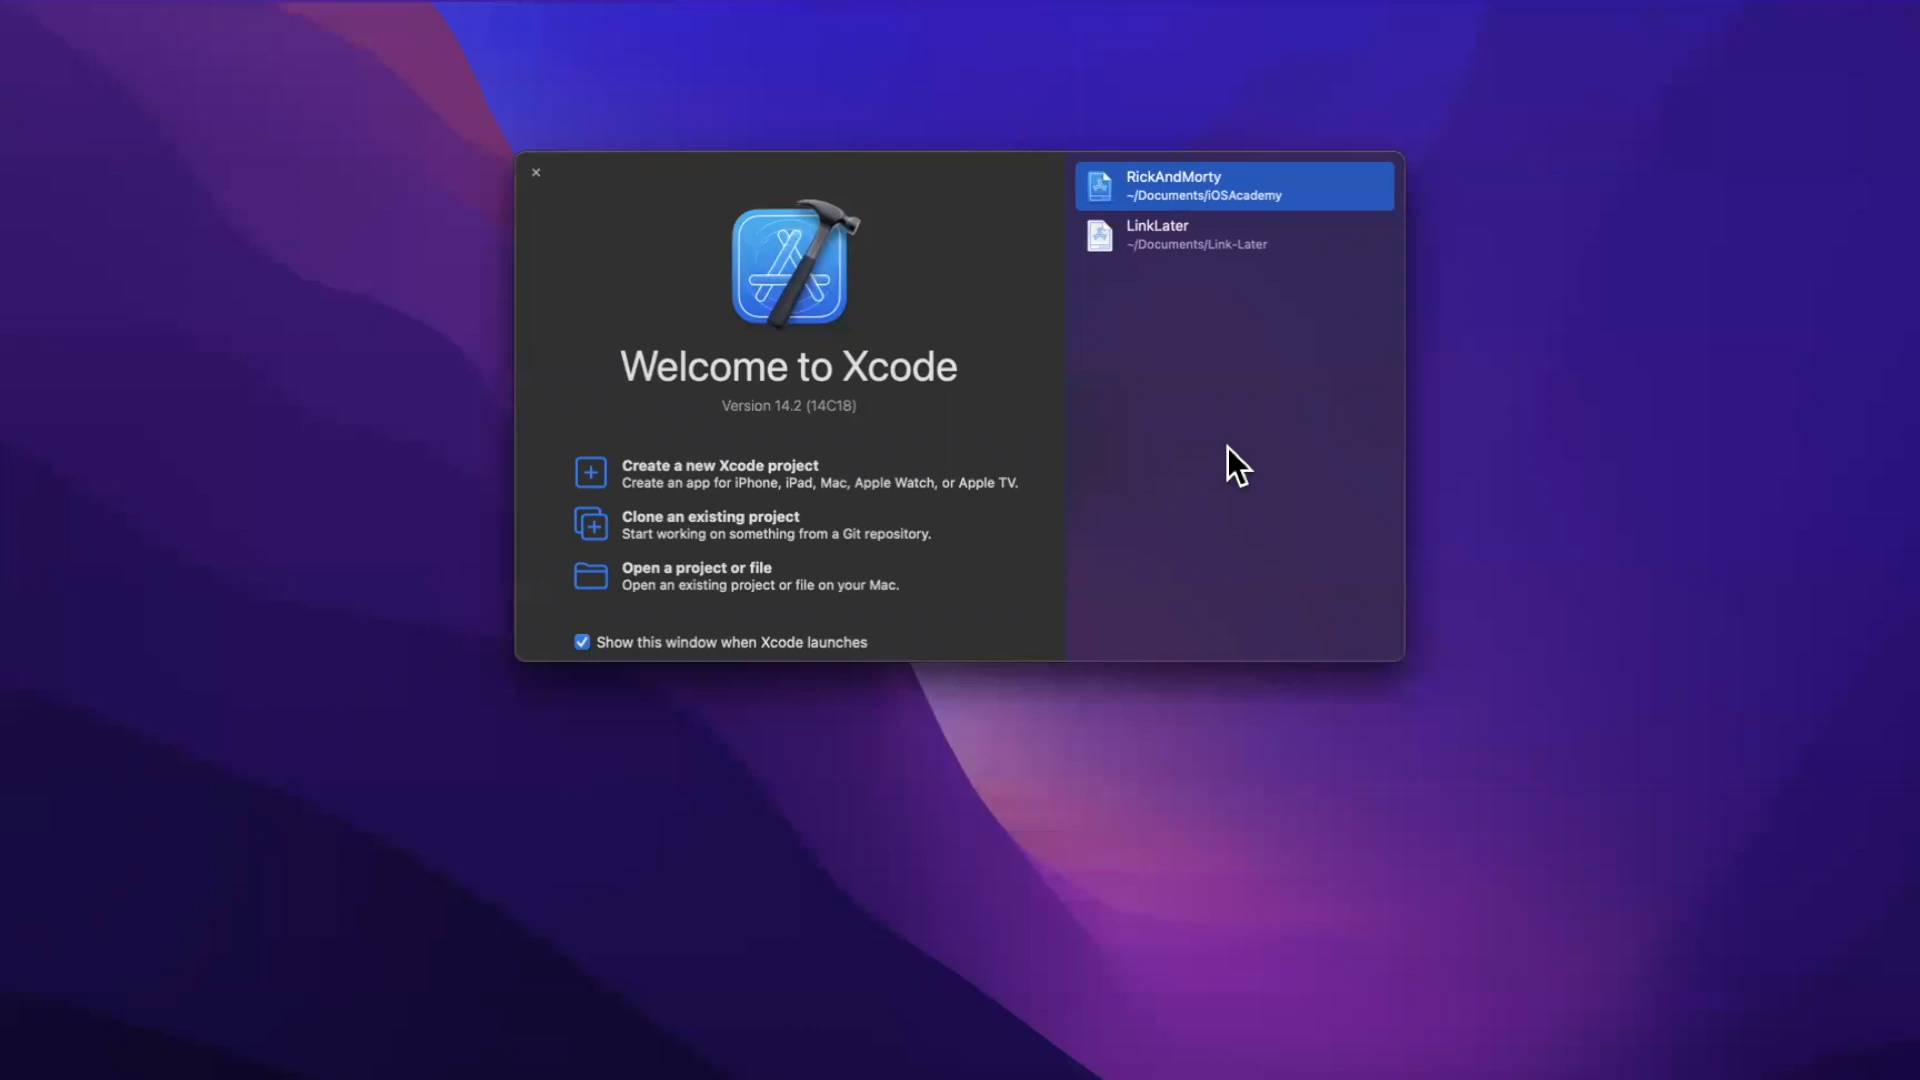 Welcome to Xcode
Version 14.2 (14C18)
Create a new Xcode project
Create an app for iPhone, iPad, Mac, Apple Watch, or Apple TV.
Clone an existing project
Start working on something from a Git repository.
Open a project or file
Open an existing project or file on your Mac.
Show this window when Xcode launches
RickAndMorty
~/Documents/iOSAcademy
LinkLater
~/Documents/Link-Later